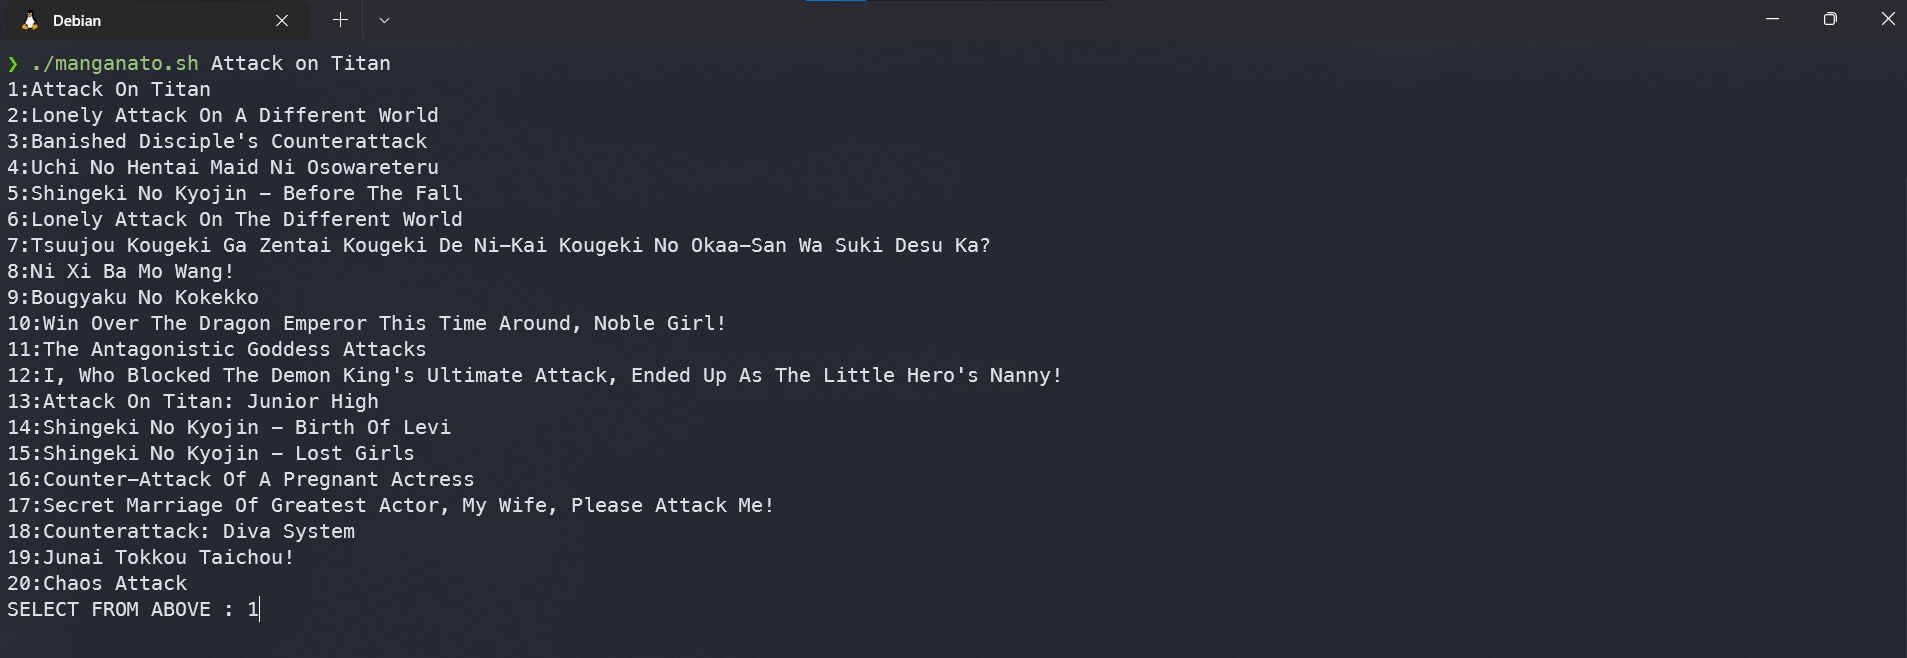 Debian
❯ ./manganato.sh Attack on Titan
1:Attack On Titan
2:Lonely Attack On A Different World
3:Banished Disciple's Counterattack
4:Uchi No Hentai Maid Ni Osowareteru
5:Shingeki No Kyojin – Before The Fall
6:Lonely Attack On The Different World
7:Tsuujou Kougeki Ga Zentai Kougeki De Ni–Kai Kougeki No Okaa–San Wa Suki Desu Ka?
8:Ni Xi Ba Mo Wang!
9:Bougyaku No Kokekko
10:Win Over The Dragon Emperor This Time Around, Noble Girl!
11:The Antagonistic Goddess Attacks
12:I, Who Blocked The Demon King's Ultimate Attack, Ended Up As The Little Hero's Nanny!
13:Attack On Titan: Junior High
14:Shingeki No Kyojin – Birth Of Levi
15:Shingeki No Kyojin – Lost Girls
16:Counter–Attack Of A Pregnant Actress
17:Secret Marriage Of Greatest Actor, My Wife, Please Attack Me!
18:Counterattack: Diva System
19:Junai Tokkou Taichou!
20:Chaos Attack
SELECT FROM ABOVE : 1